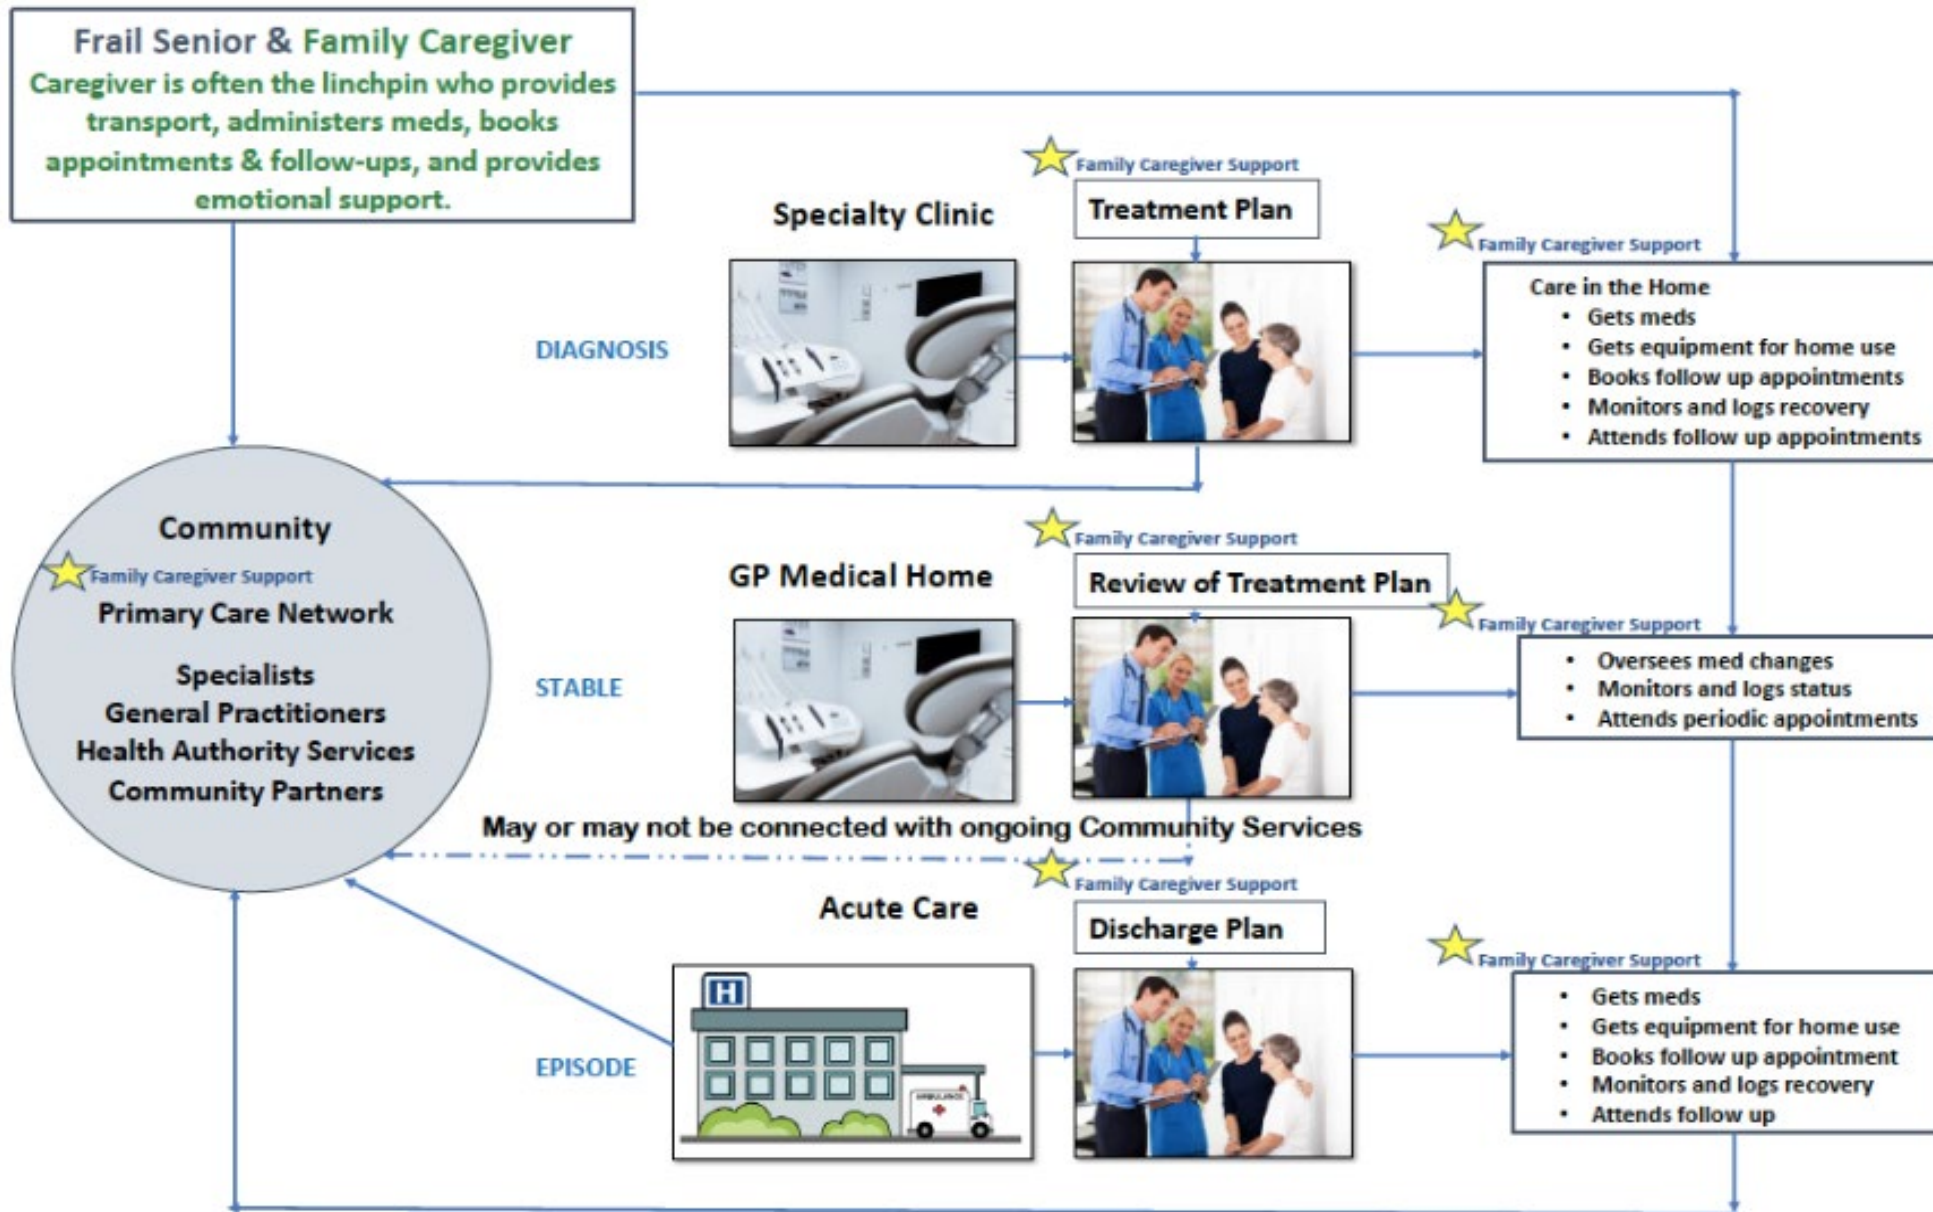 Frail Senior & Family Caregiver
Caregiver is often the linchpin who provides
transport, administers meds, books
appointments & follow-ups, and provides
emotional support.
Family Caregiver Support
Specialty Clinic
Treatment Plan
Family Caregiver Support
DIAGNOSIS
Care in the Home
• Gets meds
• Gets equipment for home use
• Books follow up appointments
• Monitors and logs recovery
• Attends follow up appointments
Community
Family Caregiver Support
Primary Care Network
Specialists
General Practitioners
Health Authority Services
Community Partners
Family Caregiver Support
GP Medical Home
Review of Treatment Plan
Family Caregiver Support
STABLE
• Oversees med changes
• Monitors and logs status
• Attends periodic appointments
May or may not be connected with ongoing Community Services
Family Caregiver Support
Acute Care
Discharge Plan
Family Caregiver Support
EPISODE
H
AMBULANCE
• Gets meds
• Gets equipment for home use
• Books follow up appointment
• Monitors and logs recovery
• Attends follow up